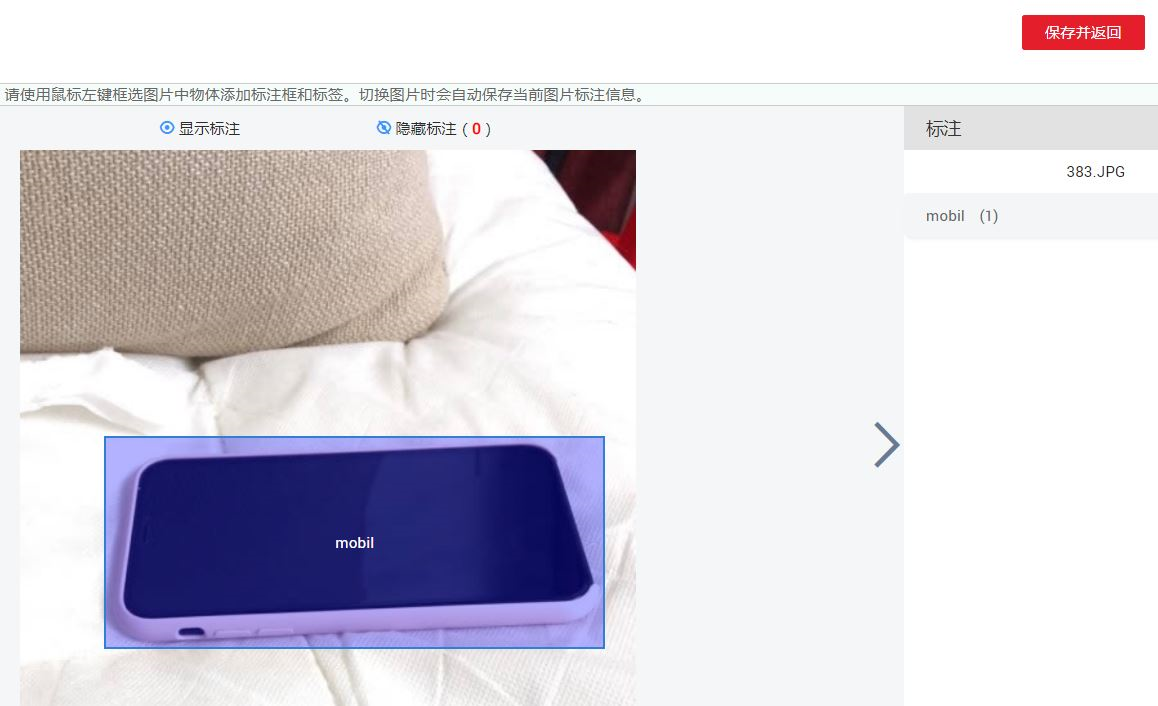 保存并返回
请使用鼠标左键框选图片中物体添加标注框和标签。切换图片时会自动保存当前图片标注信息。
显示标注
隐藏标注 ( 0 )
标注
383.JPG
mobil (1)
mobil